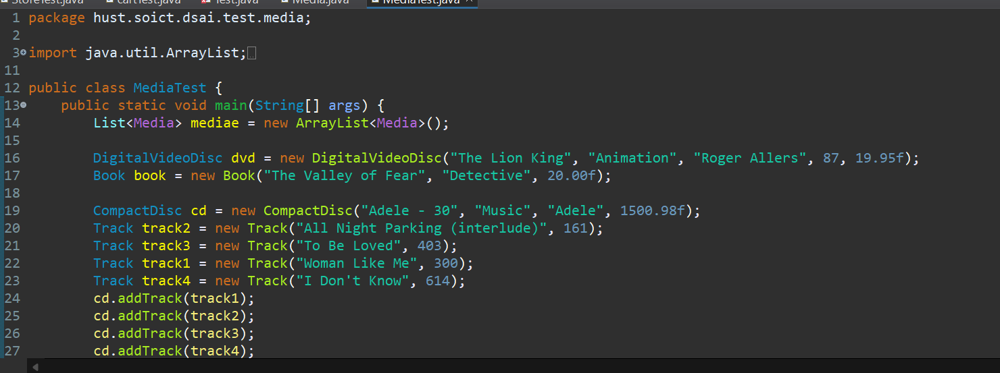 StoreTest.java CartTest.java Test.java Media.java MediaTest.java
1 package hust.soict.dsai.test.media;
2
3 import java.util.ArrayList;
11
12 public class MediaTest {
13 public static void main(String[] args) {
14 List<Media> mediae = new ArrayList<Media>();
15
16 DigitalVideoDisc dvd = new DigitalVideoDisc("The Lion King", "Animation", "Roger Allers", 87, 19.95f);
17 Book book = new Book("The Valley of Fear", "Detective", 20.00f);
18
19 CompactDisc cd = new CompactDisc("Adele - 30", "Music", "Adele", 1500.98f);
20 Track track2 = new Track("All Night Parking (interlude)", 161);
21 Track track3 = new Track("To Be Loved", 403);
22 Track track1 = new Track("Woman Like Me", 300);
23 Track track4 = new Track("I Don't Know", 614);
24 cd.addTrack(track1);
25 cd.addTrack(track2);
26 cd.addTrack(track3);
27 cd.addTrack(track4);